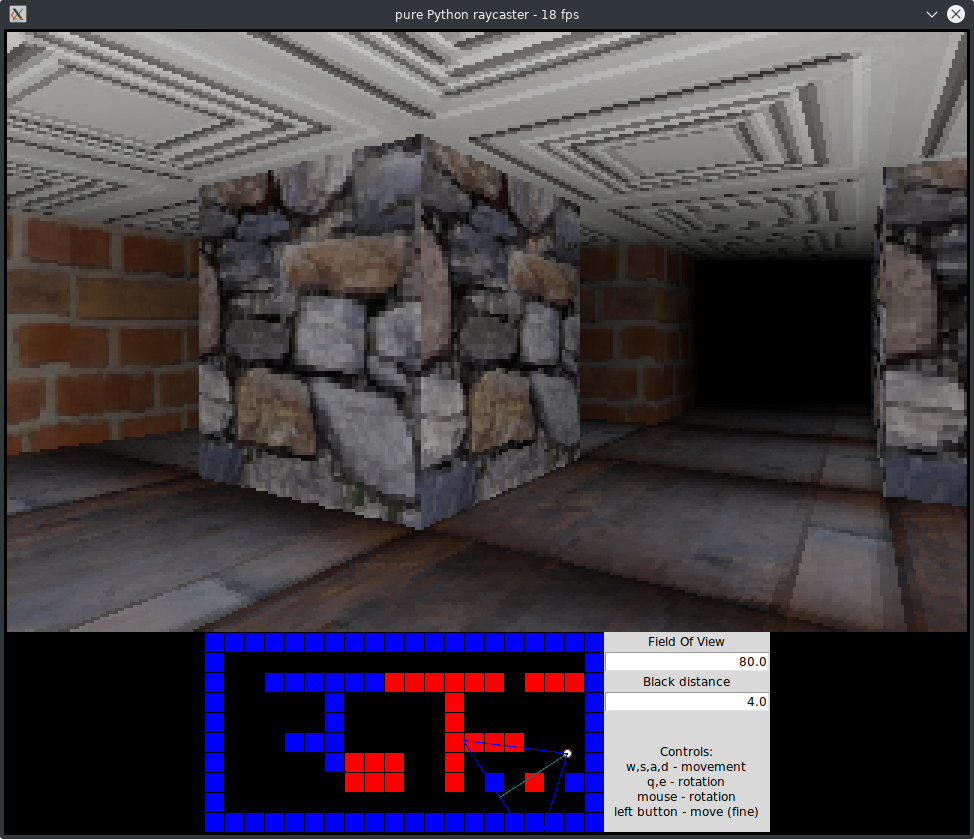 pure Python raycaster - 18 fps
Field Of View
80.0
Black distance
4.0
Controls:
w,s,a,d - movement
q,e - rotation
mouse - rotation
left button - move (fine)